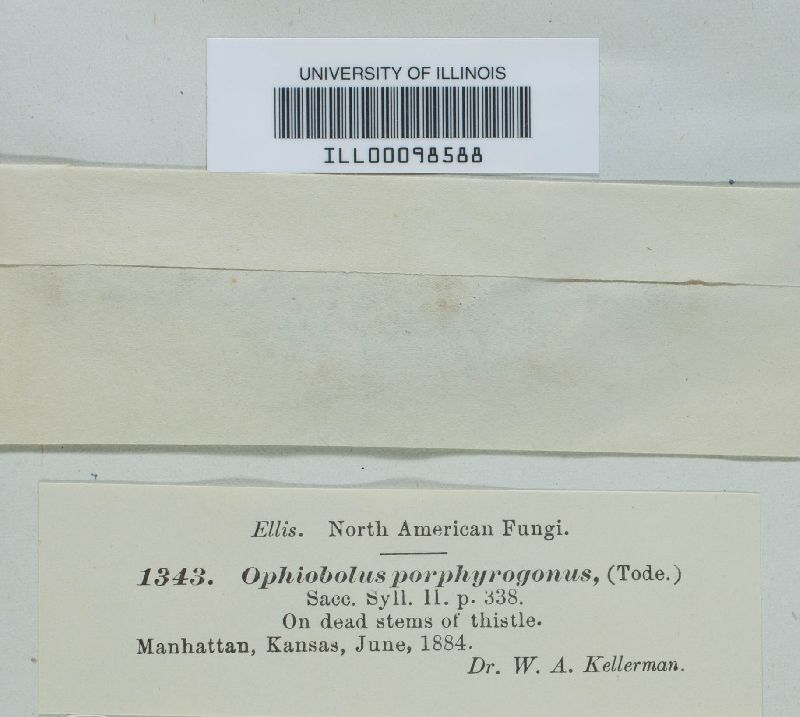 UNIVERSITY OF ILLINOIS
ILL00098588
Ellis. North American Fungi.
1343. Ophiobolus porphyrogonus, (Tode.)
Sacc. Syll. II. p. 338.
On dead stems of thistle.
Manhattan, Kansas, June, 1884.
Dr. W. A. Kellerman.